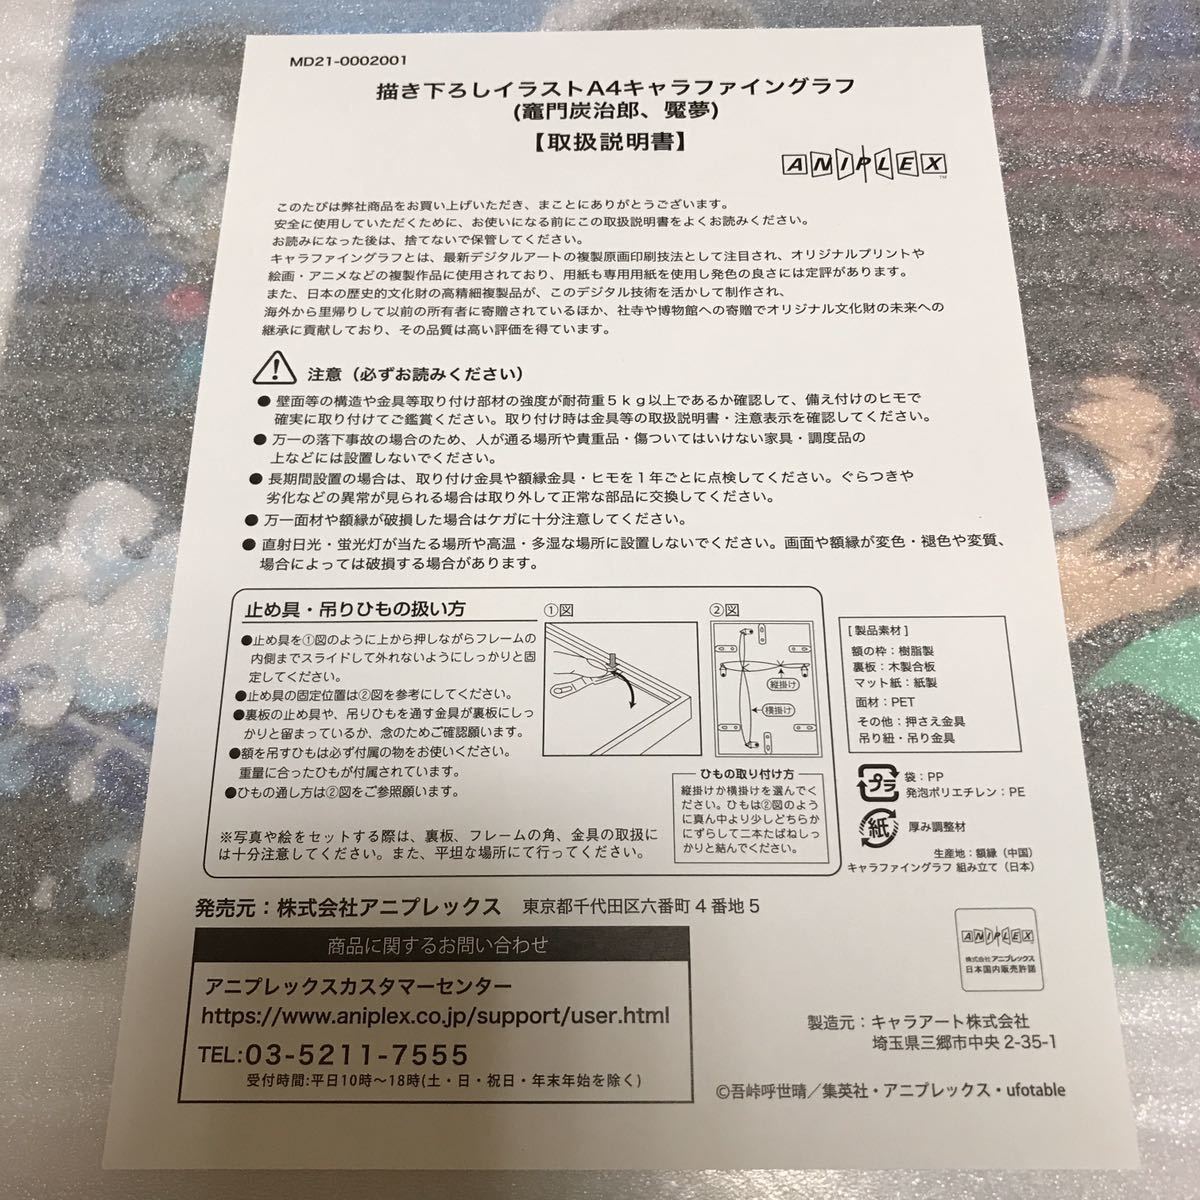 MD21-0002001
描き下ろしイラストA4キャラファイングラフ
(竈門炭治郎、魘夢)
【取扱説明書】
ANIPLEX
このたびは弊社商品をお買い上げいただき、まことにありがとうございます。
安全に使用していただくために、お使いになる前にこの取扱説明書をよくお読みください。
お読みになった後は、捨てないで保管してください。
キャラファイングラフとは、最新デジタルアートの複製原画印刷技法として注目され、オリジナルプリントや
絵画・アニメなどの複製作品に使用されており、用紙も専用用紙を使用し発色の良さには定評があります。
また、日本の歴史的文化財の高精細複製品が、このデジタル技術を活かして制作され、
海外から里帰りして以前の所有者に寄贈されているほか、社寺や博物館への寄贈でオリジナル文化財の未来への
継承に貢献しており、その品質は高い評価を得ています。
注意（必ずお読みください）
● 壁面等の構造や金具等取り付け部材の強度が耐荷重5kg以上であるか確認して、備え付けのヒモで
確実に取り付けてご鑑賞ください。取り付け時は金具等の取扱説明書・注意表示を確認してください。
● 万一の落下事故の場合のため、人が通る場所や貴重品・傷ついてはいけない家具・調度品の
上などには設置しないでください。
● 長期間設置の場合は、取り付け金具や額縁金具・ヒモを1年ごとに点検してください。ぐらつきや
劣化などの異常が見られる場合は取り外して正常な部品に交換してください。
● 万一面材や額縁が破損した場合はケガに十分注意してください。
● 直射日光・蛍光灯が当たる場所や高温・多湿な場所に設置しないでください。画面や額縁が変色・褪色や変質、
場合によっては破損する場合があります。
止め具・吊りひもの扱い方
●止め具を①図のように上から押しながらフレームの
内側までスライドして外れないようにしっかりと固
定してください。
●止め具の固定位置は②図を参考にしてください。
●裏板の止め具や、吊りひもを通す金具が裏板にしっ
かりと留まっているか、念のためご確認願います。
●額を吊すひもは必ず付属の物をお使いください。
重量に合ったひもが付属されています。
●ひもの通し方は②図をご参照願います。
※写真や絵をセットする際は、裏板、フレームの角、金具の取扱に
は十分注意してください。また、平坦な場所にて行ってください。
①図
②図
縦掛け
横掛け
ひもの取り付け方
縦掛けか横掛けを選んでく
ださい。ひもは②図のよう
に真ん中より少しどちらか
にずらして二本たばねしっ
かりと結んでください。
[製品素材]
額の枠：樹脂製
裏板：木製合板
マット紙：紙製
面材：PET
その他：押さえ金具
吊り紐・吊り金具
プラ
袋：PP
発泡ポリエチレン：PE
紙
厚み調整材
生産地：額縁（中国）
キャラファイングラフ 組み立て（日本）
発売元：株式会社アニプレックス 東京都千代田区六番町4番地5
商品に関するお問い合わせ
アニプレックスカスタマーセンター
https://www.aniplex.co.jp/support/user.html
TEL:03-5211-7555
受付時間:平日10時～18時(土・日・祝日・年末年始を除く)
ANIPLEX
株式会社アニプレックス
日本国内販売許諾
製造元：キャラアート株式会社
埼玉県三郷市中央2-35-1
©吾峠呼世晴／集英社・アニプレックス・ufotable